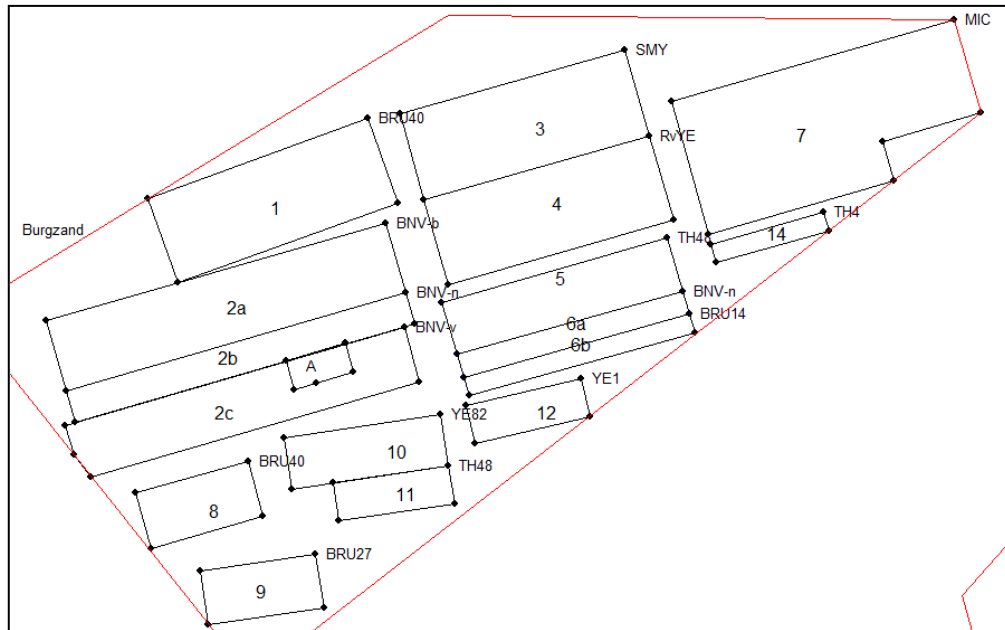 MIC
SMY
3
BRU40
RvYE
7
1
4
TH4
BNV-b
Burgzand
TH48
14
5
BNV-n
BNV-n
2a
BRU14
6a
BNV-v
6b
2b
A
YE1
2c
YE82
12
10
BRU40
TH48
11
8
BRU27
9